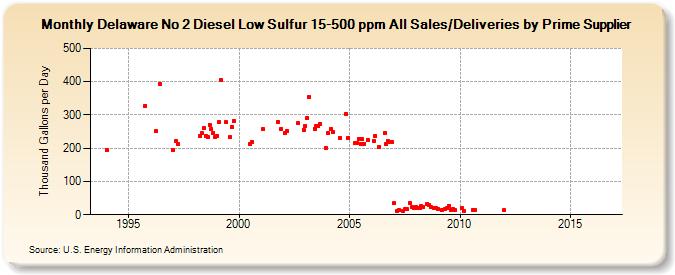 Monthly Delaware No 2 Diesel Low Sulfur 15-500 ppm All Sales/Deliveries by Prime Supplier
Thousand Gallons per Day
500
400
300
200
100
0
1995 2000 2005 2010 2015
Source: U.S. Energy Information Administration